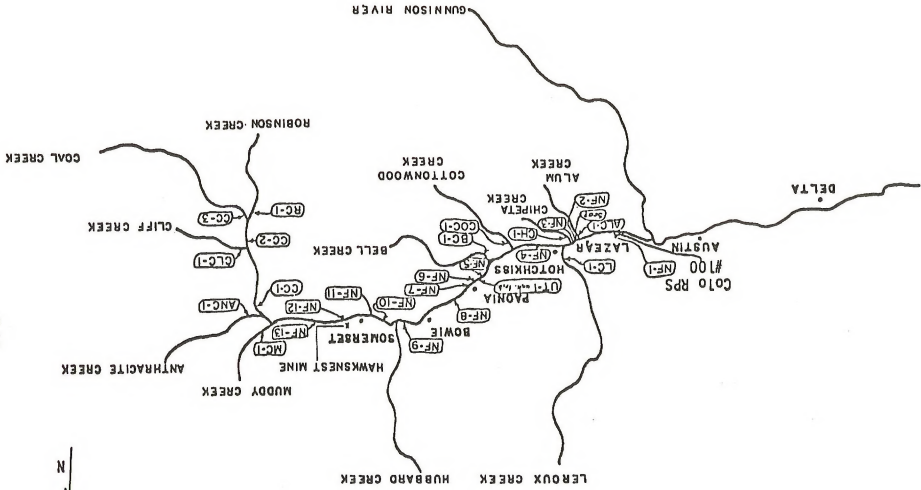 N
LEROUX CREEK
HUBBARD CREEK
MUDDY CREEK
ANTHRACITE CREEK
HAWKSNEST MINE
SOMERSET
BOWIE
PAONIA
HOTCHKISS
LAZEAR
AUSTIN
DELTA
Colo RPS
#100
MC-1
NF-13
NF-12
NF-11
NF-10
NF-9
NF-8
NF-7
NF-6
NF-5
UT-1
NF-4
LC-1
NF-1
ANC-1
CC-1
CLC-1
CC-2
CC-3
RC-1
BC-1
COC-1
CH-1
NF-3
NF-2
ALC-1
BELL CREEK
CLIFF CREEK
CHIPETA
CREEK
ALUM
CREEK
COTTONWOOD
CREEK
COAL CREEK
ROBINSON CREEK
GUNNISON RIVER